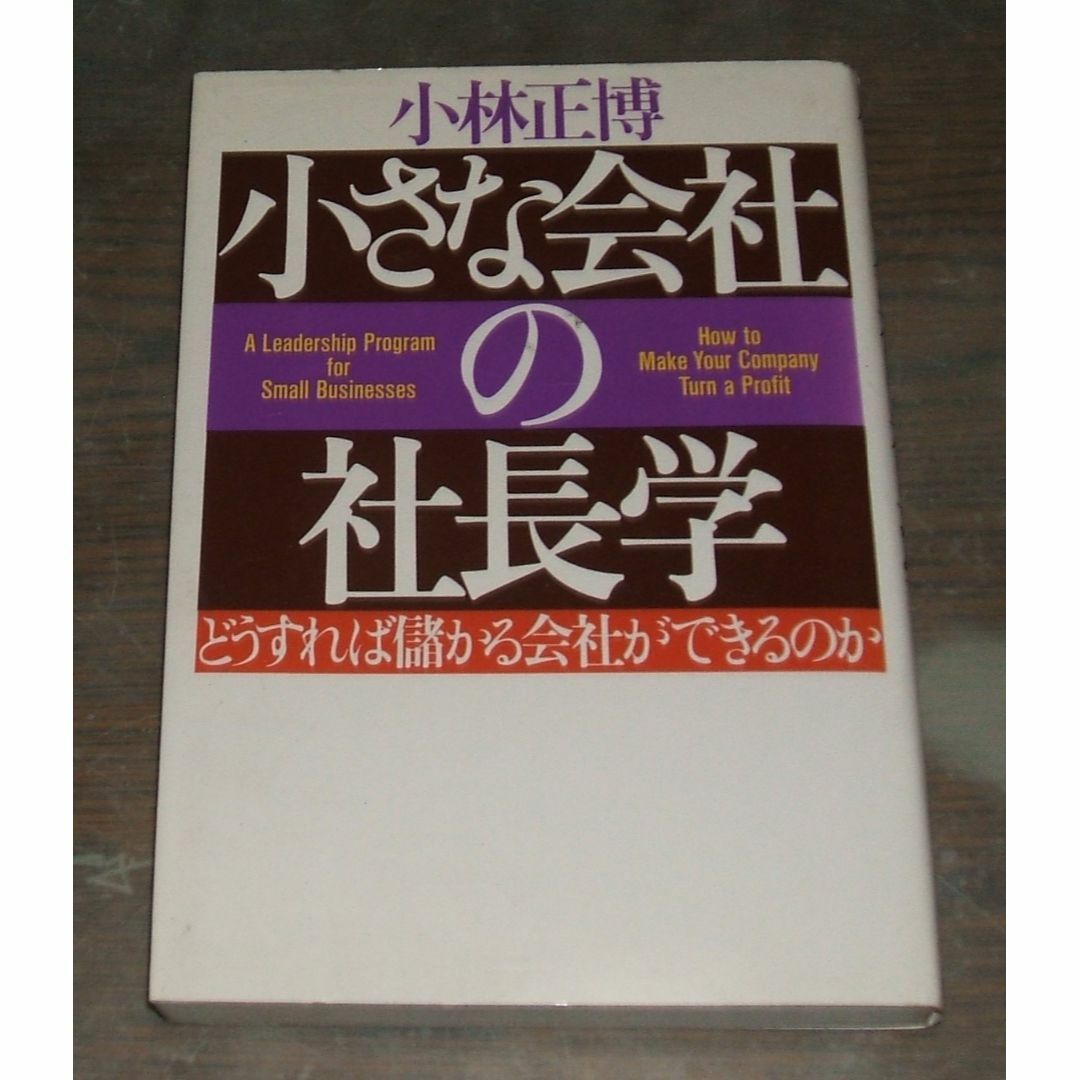 小林正博
小さな会社
の
A Leadership Program
for
Small Businesses
How to
Make Your Company
Turn a Profit
社長学
どうすれば儲かる会社ができるのか